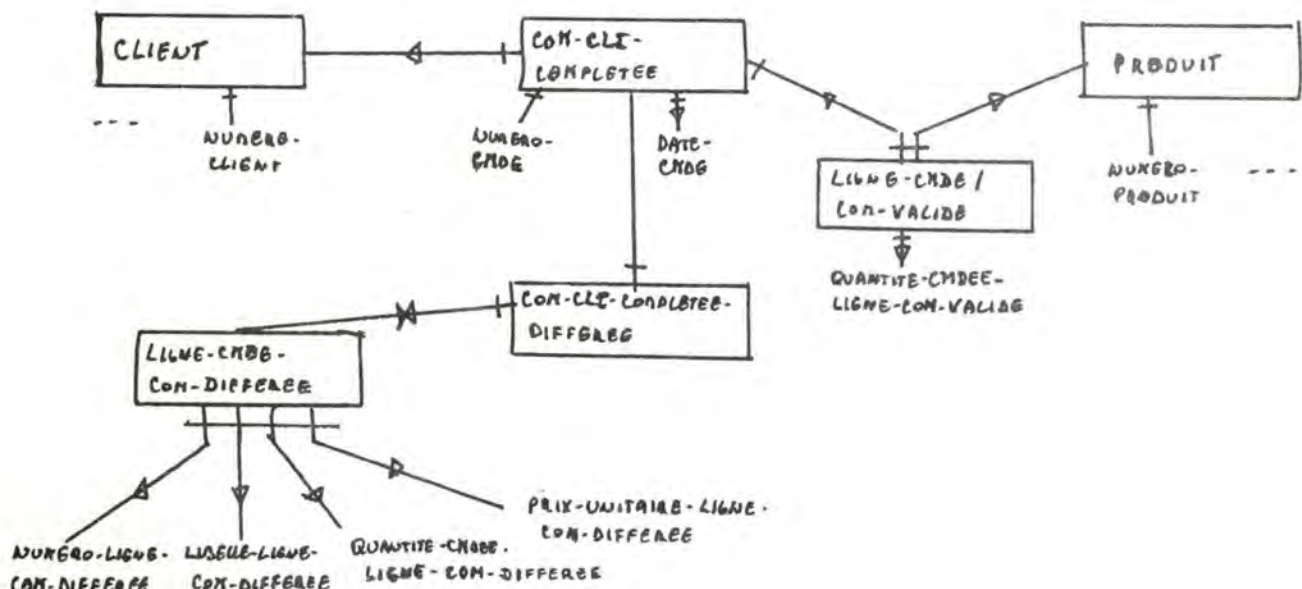 CLIENT
COM-CLI-
COMPLETEE
PRODUIT
NUMERO-
CLIENT
---
NUMERO-
CMDE
DATE-
CMDE
LIGNE-CMDE/
COM-VALIDE
NUMERO-
PRODUIT
---
QUANTITE-CMDEE-
LIGNE-COM-VALIDE
COM-CLI-COMPLETEE-
DIFFEREE
LIGNE-CMDE-
COM-DIFFEREE
PRIX-UNITAIRE-LIGNE-
COM-DIFFEREE
NUMERO-LIGNE-
COM-DIFFEREE
LIBELLE-LIGNE-
COM-DIFFEREE
QUANTITE-CMDEE-
LIGNE-COM-DIFFEREE